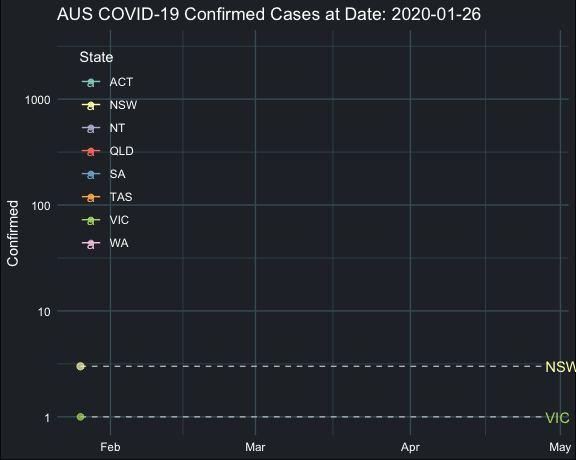 AUS COVID-19 Confirmed Cases at Date: 2020-01-26
State
a ACT
a NSW
a NT
a QLD
a SA
a TAS
a VIC
a WA
Confirmed
1000
100
10
1
NSW
VIC
Feb Mar Apr May